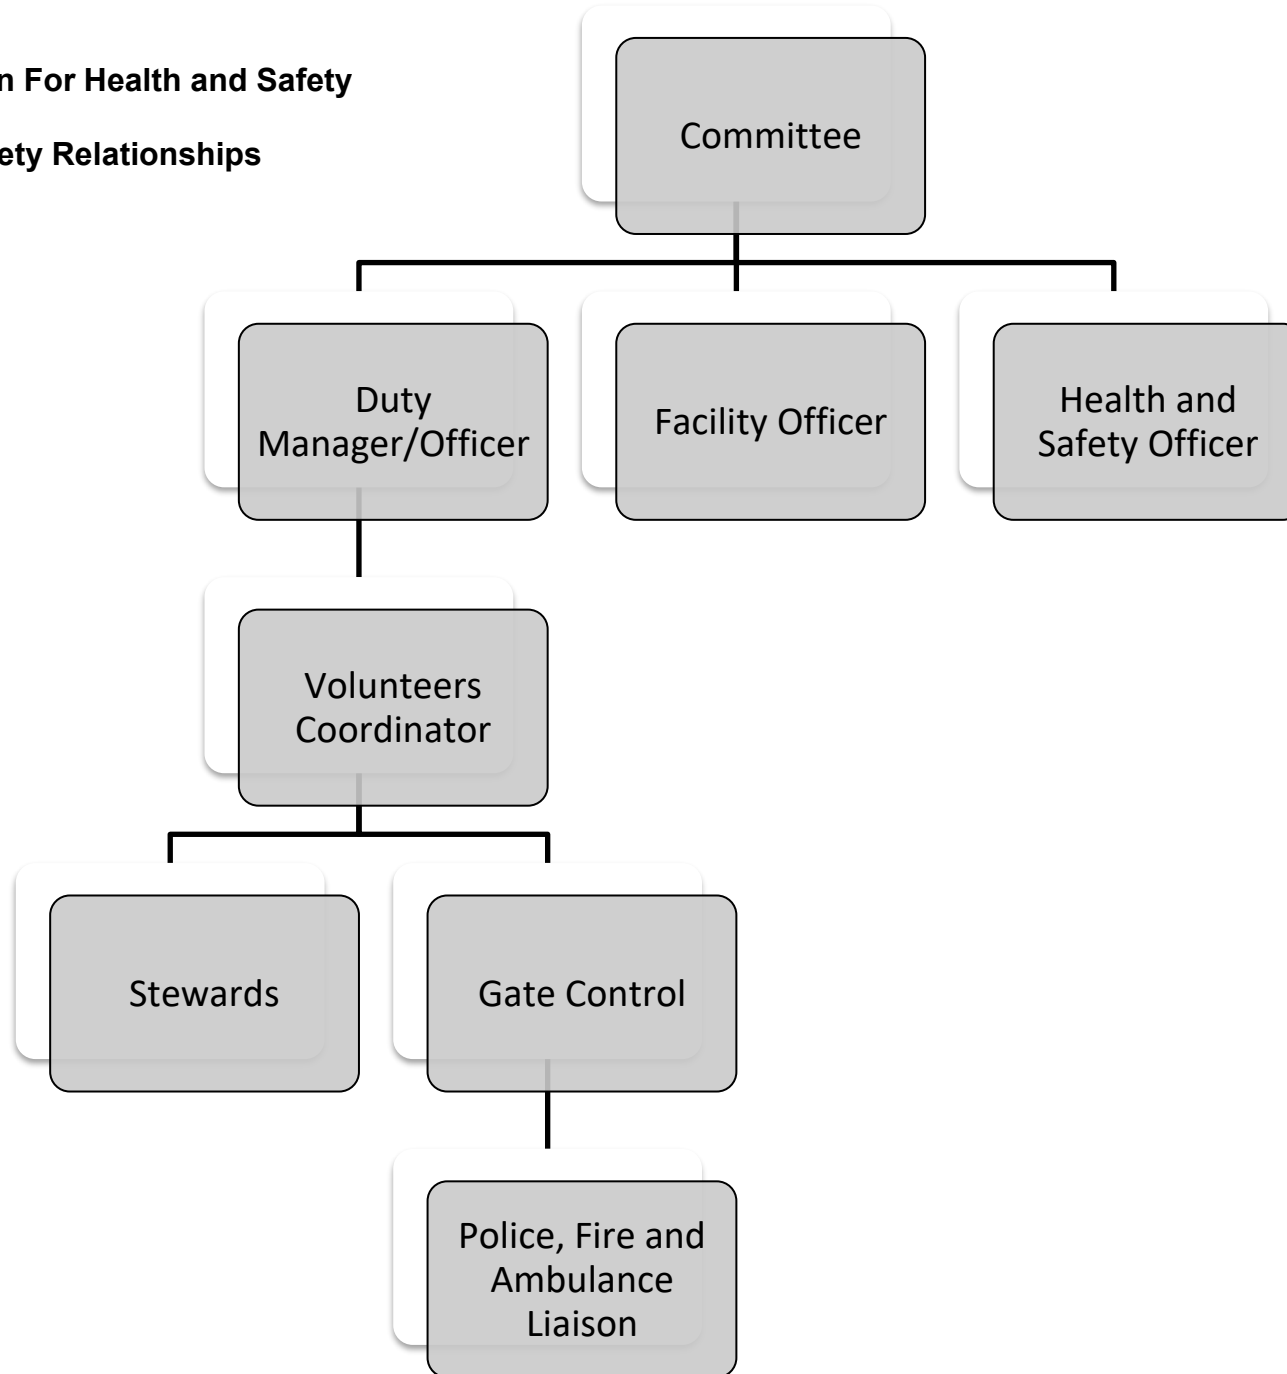 n For Health and Safety
ety Relationships
Committee
Duty
Manager/Officer
Facility Officer
Health and
Safety Officer
Volunteers
Coordinator
Stewards
Gate Control
Police, Fire and
Ambulance
Liaison